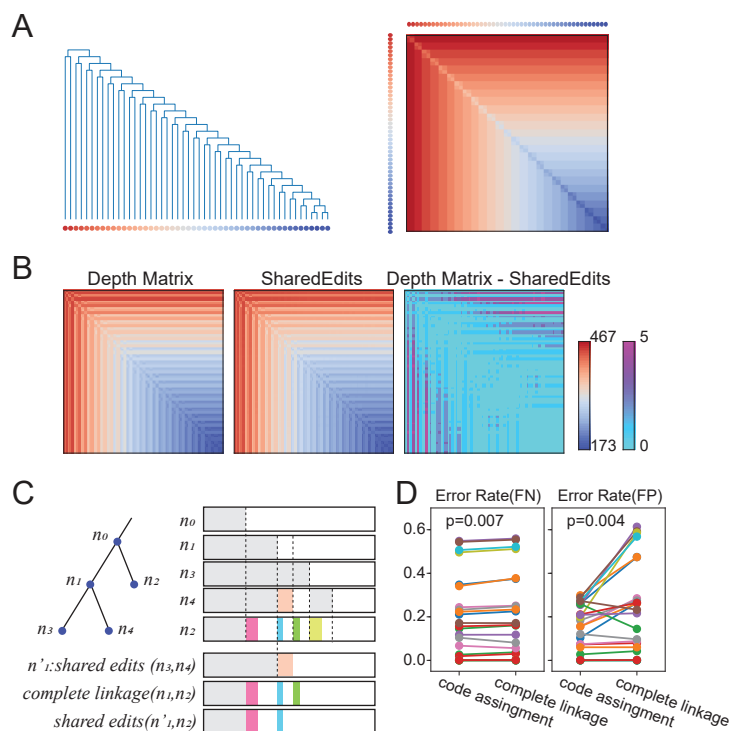 A
B
Depth Matrix
SharedEdits
Depth Matrix - SharedEdits
467
173
5
0
C
n0
n1
n2
n3
n4
n0
n1
n3
n4
n2
n'1:shared edits (n3,n4)
complete linkage(n1,n2)
shared edits(n'1,n2)
D
Error Rate(FN)
Error Rate(FP)
p=0.007
p=0.004
0.6
0.4
0.2
0.0
code assingment
complete linkage
code assingment
complete linkage